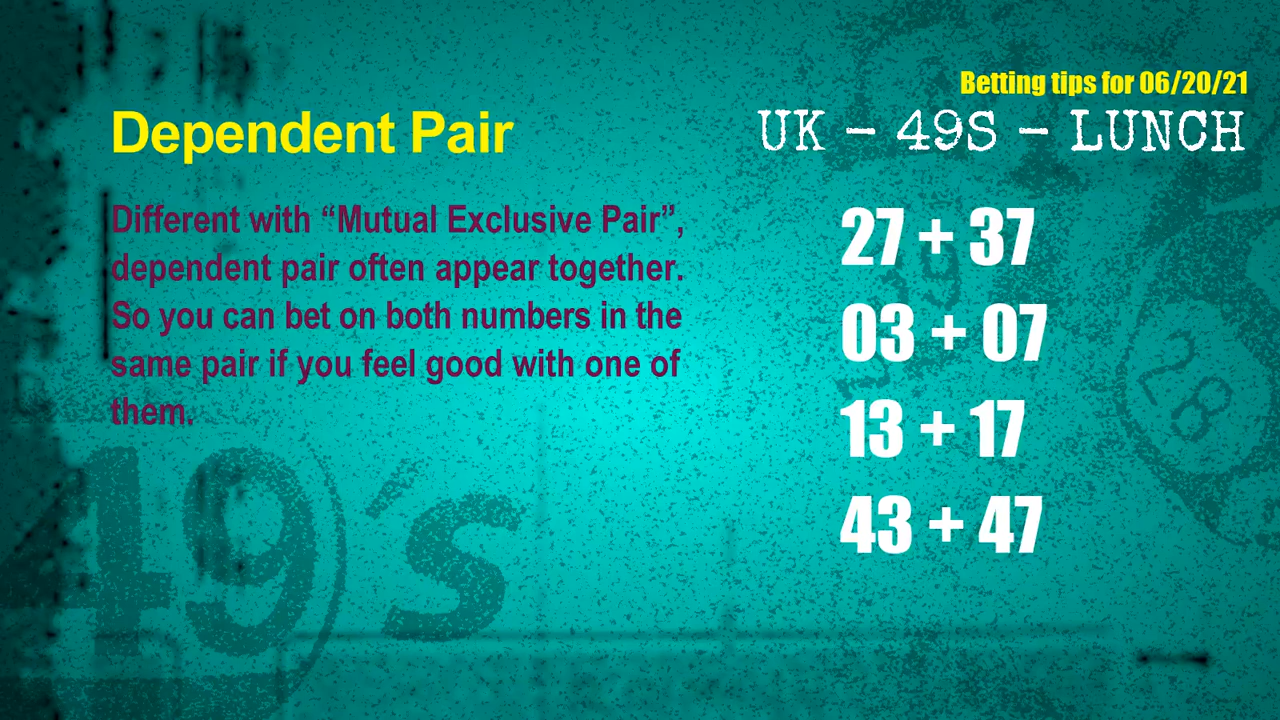 Betting tips for 06/20/21
UK - 49S - LUNCH
Dependent Pair
Different with “Mutual Exclusive Pair”,
dependent pair often appear together.
So you can bet on both numbers in the
same pair if you feel good with one of
them.
27 + 37
03 + 07
13 + 17
43 + 47
49's
28